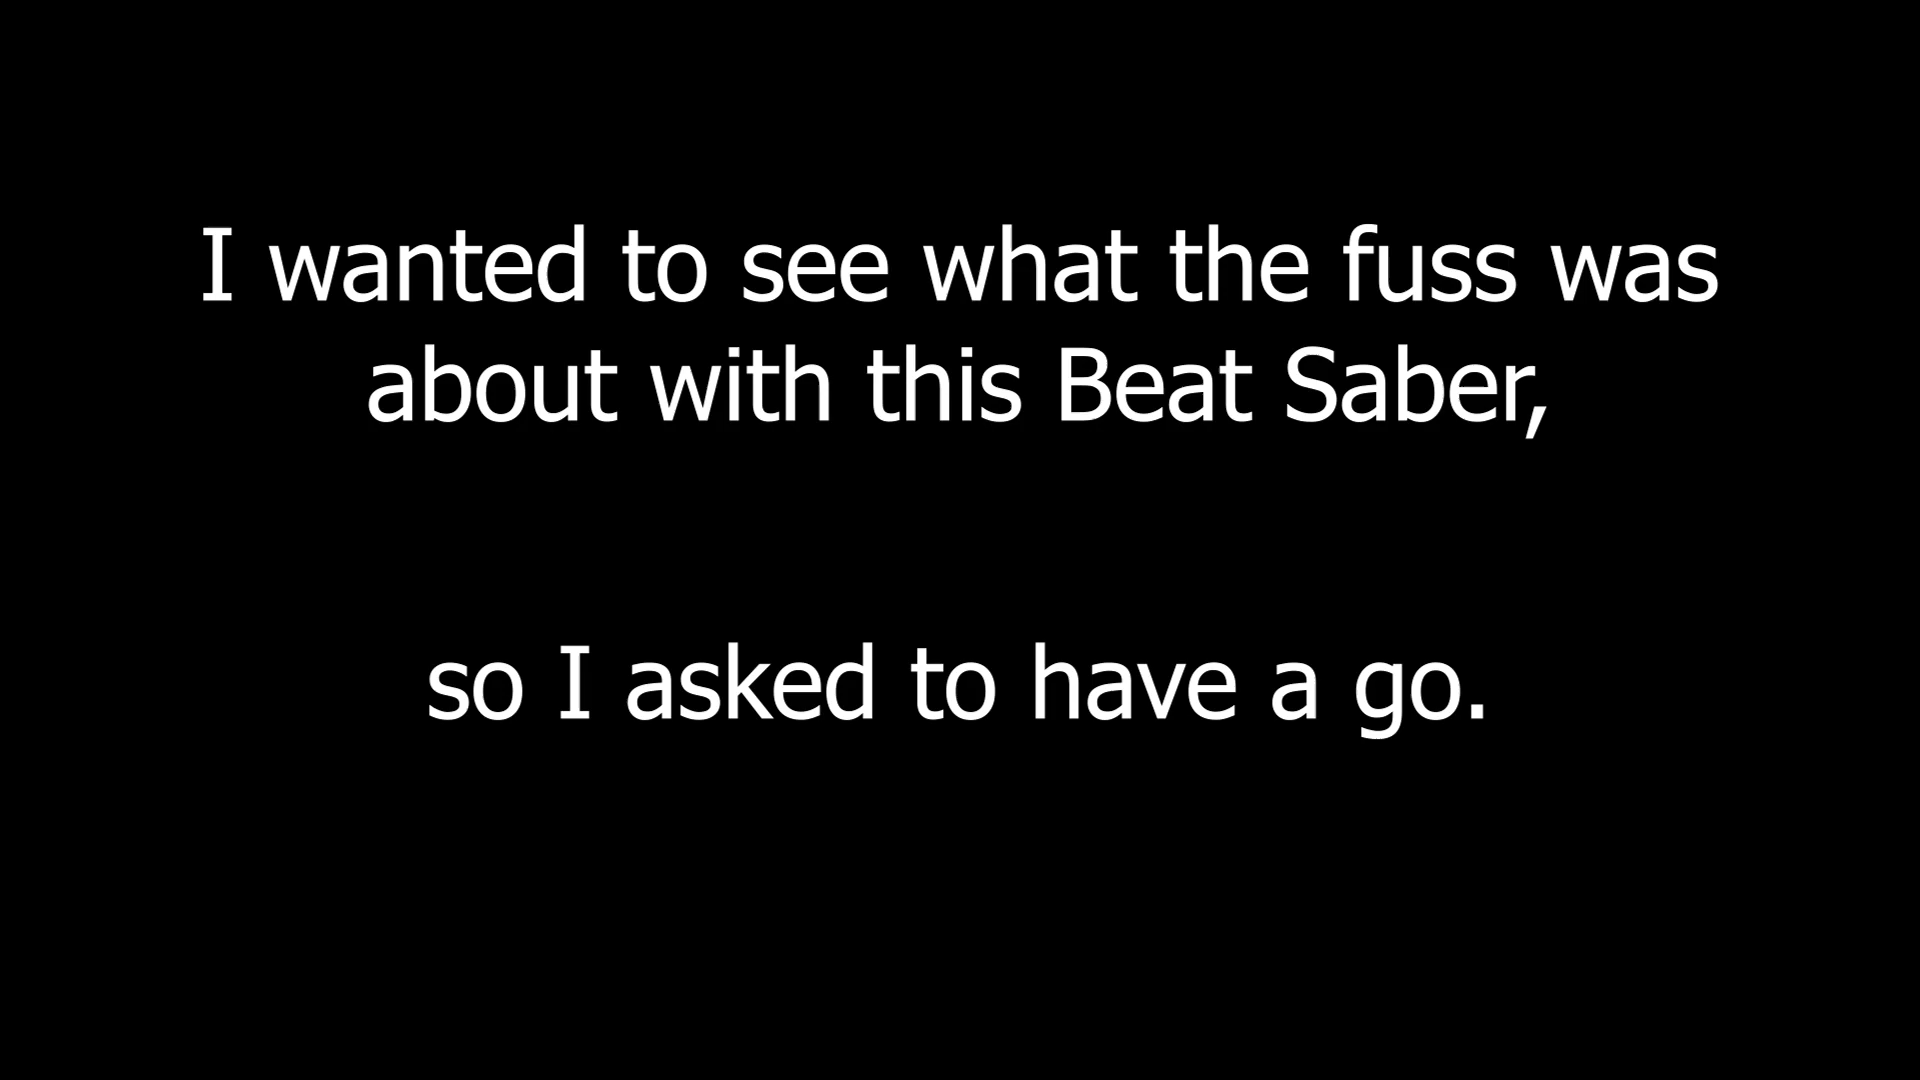 I wanted to see what the fuss was
about with this Beat Saber,
so I asked to have a go.